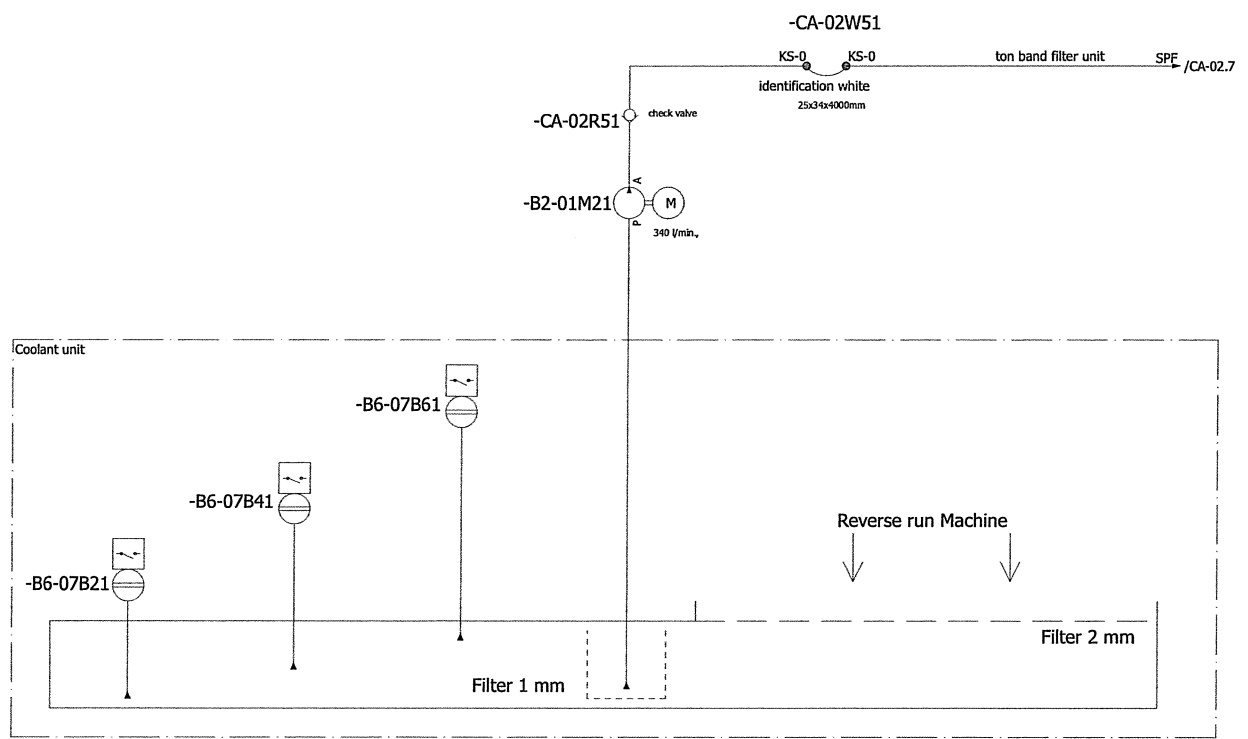 -CA-02W51
KS-0 KS-0 ton band filter unit SPF /CA-02.7
identification white
25x34x4000mm
-CA-02R51 check valve
A
-B2-01M21 M
P
340 l/min.,
Coolant unit
-B6-07B61
-B6-07B41
Reverse run Machine
-B6-07B21
Filter 2 mm
Filter 1 mm